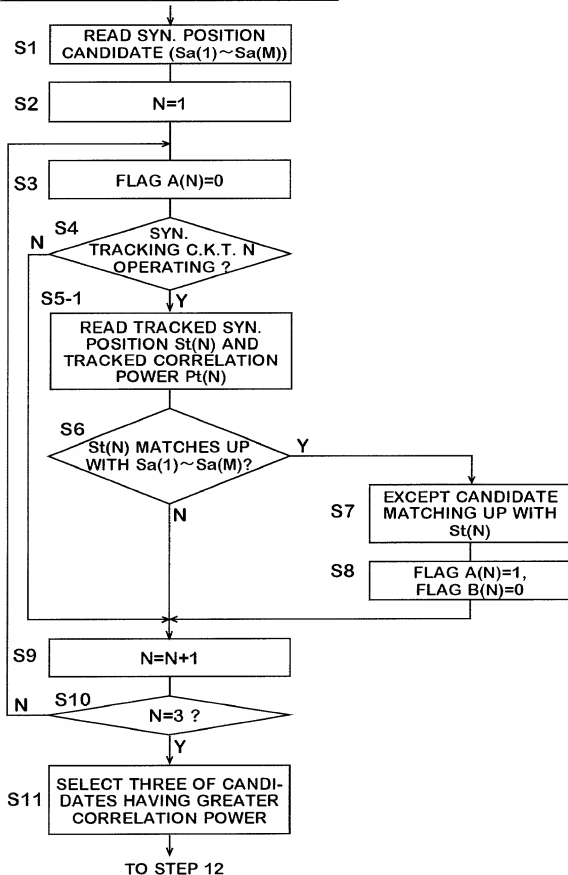 S1
READ SYN. POSITION
CANDIDATE (Sa(1)~Sa(M))
S2
N=1
S3
FLAG A(N)=0
S4
N
SYN.
TRACKING C.K.T. N
OPERATING ?
Y
S5-1
READ TRACKED SYN.
POSITION St(N) AND
TRACKED CORRELATION
POWER Pt(N)
S6
St(N) MATCHES UP
WITH Sa(1)~Sa(M)?
Y
N
S7
EXCEPT CANDIDATE
MATCHING UP WITH
St(N)
S8
FLAG A(N)=1,
FLAG B(N)=0
S9
N=N+1
S10
N
N=3 ?
Y
S11
SELECT THREE OF CANDI-
DATES HAVING GREATER
CORRELATION POWER
TO STEP 12